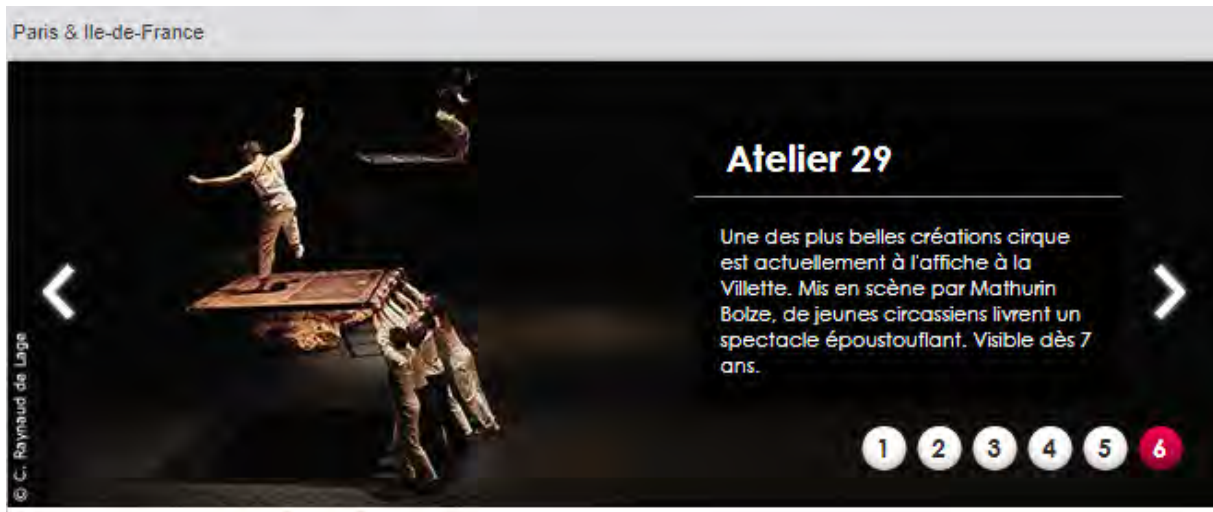 Paris & Ile-de-France
Atelier 29
Une des plus belles créations cirque
est actuellement à l'affiche à la
Villette. Mis en scène par Mathurin
Bolze, de jeunes circassiens livrent un
spectacle époustouflant. Visible dès 7
ans.
© C. Raynaud de Lage
1 2 3 4 5 6